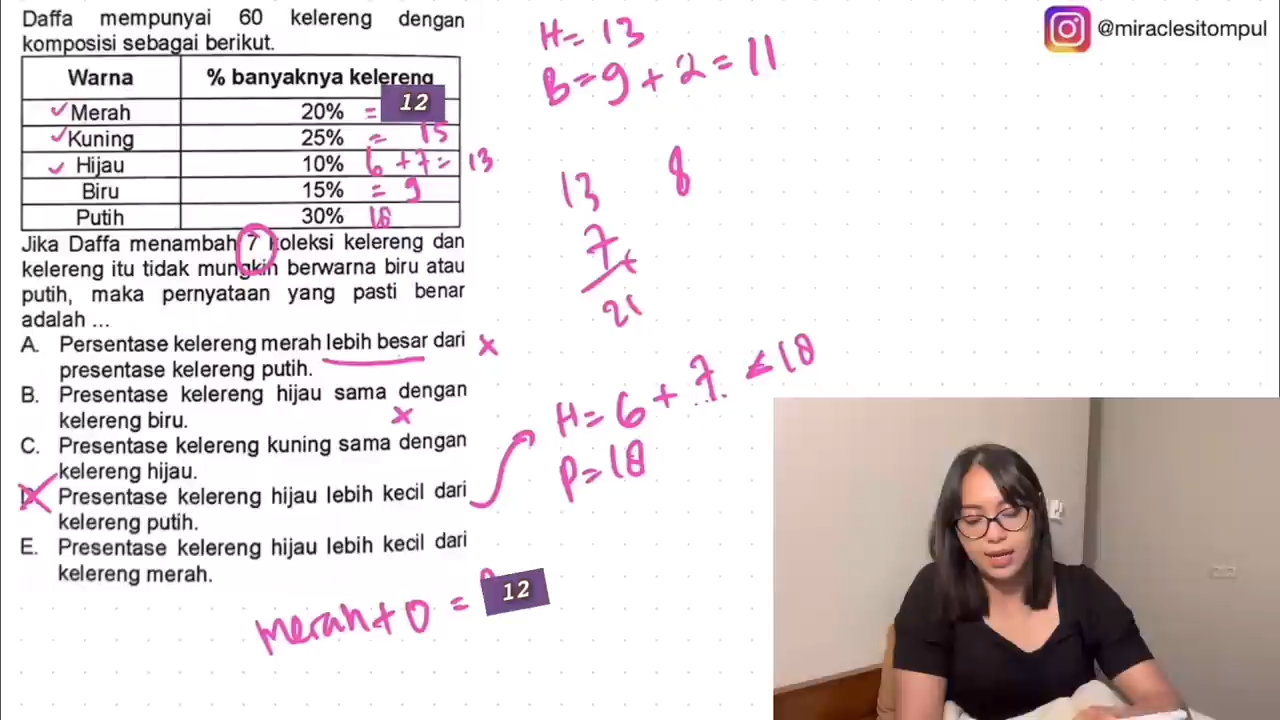 Daffa mempunyai 60 kelereng dengan
komposisi sebagai berikut.
Warna % banyaknya kelereng
Merah 20% = 12
Kuning 25% = 15
Hijau 10% 6 + 7 = 13
Biru 15% = 9
Putih 30% 18
Jika Daffa menambah 7 koleksi kelereng dan
kelereng itu tidak mungkin berwarna biru atau
putih, maka pernyataan yang pasti benar
adalah ...
A. Persentase kelereng merah lebih besar dari
presentase kelereng putih.
B. Presentase kelereng hijau sama dengan
kelereng biru.
C. Presentase kelereng kuning sama dengan
kelereng hijau.
D. Presentase kelereng hijau lebih kecil dari
kelereng putih.
E. Presentase kelereng hijau lebih kecil dari
kelereng merah.
merah + 0 = 12
H = 13
B = 9 + 2 = 11
13 8
7
21
H = 6 + 7 < 18
P = 18
@miraclesitompul